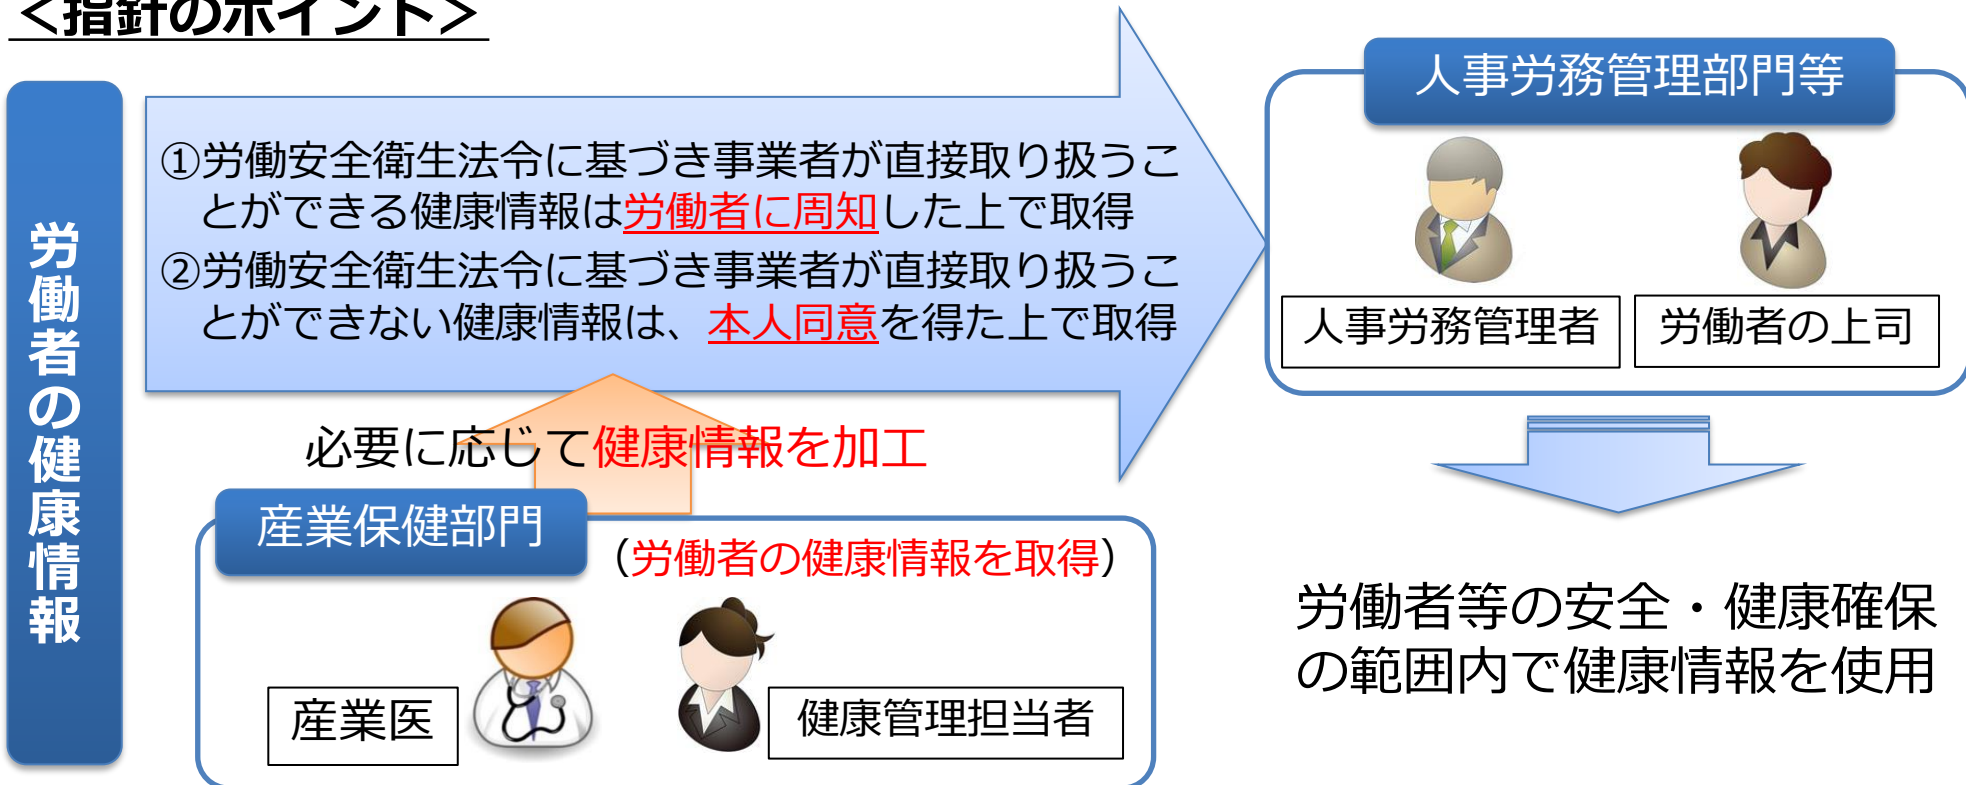 ＜指針のポイント＞
労働者の健康情報
①労働安全衛生法令に基づき事業者が直接取り扱うこ
とができる健康情報は労働者に周知した上で取得
②労働安全衛生法令に基づき事業者が直接取り扱うこ
とができない健康情報は、本人同意を得た上で取得
人事労務管理部門等
人事労務管理者
労働者の上司
必要に応じて健康情報を加工
産業保健部門
（労働者の健康情報を取得）
産業医
健康管理担当者
労働者等の安全・健康確保
の範囲内で健康情報を使用